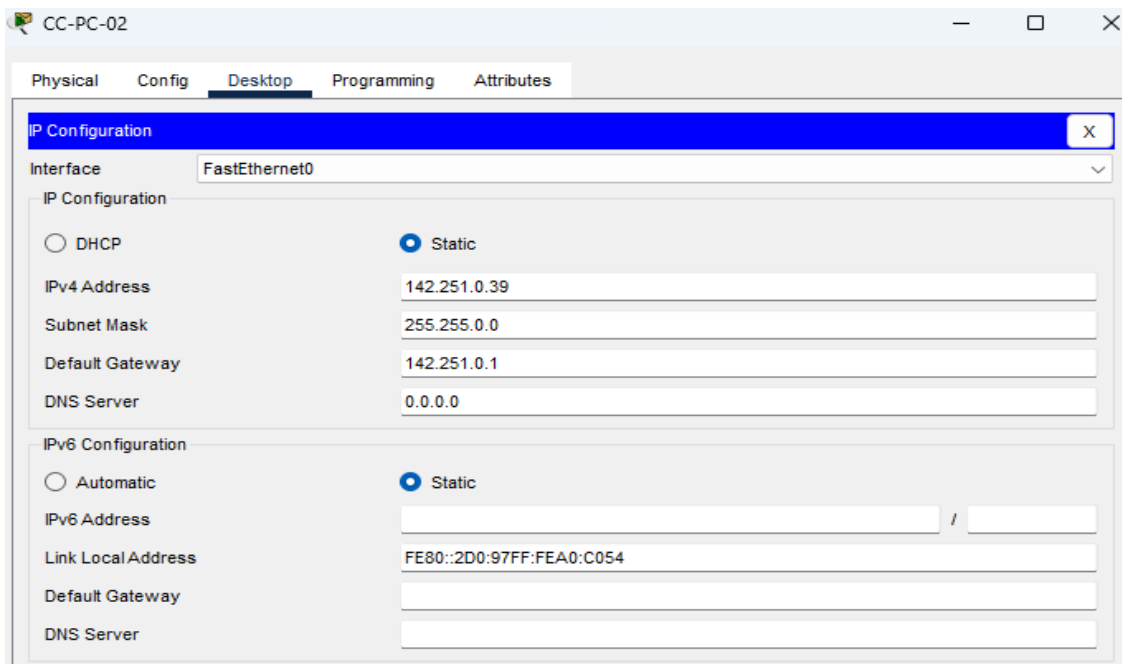 CC-PC-02
Physical Config Desktop Programming Attributes
IP Configuration X
Interface FastEthernet0
IP Configuration
DHCP Static
IPv4 Address 142.251.0.39
Subnet Mask 255.255.0.0
Default Gateway 142.251.0.1
DNS Server 0.0.0.0
IPv6 Configuration
Automatic Static
IPv6 Address /
Link Local Address FE80::2D0:97FF:FEA0:C054
Default Gateway
DNS Server